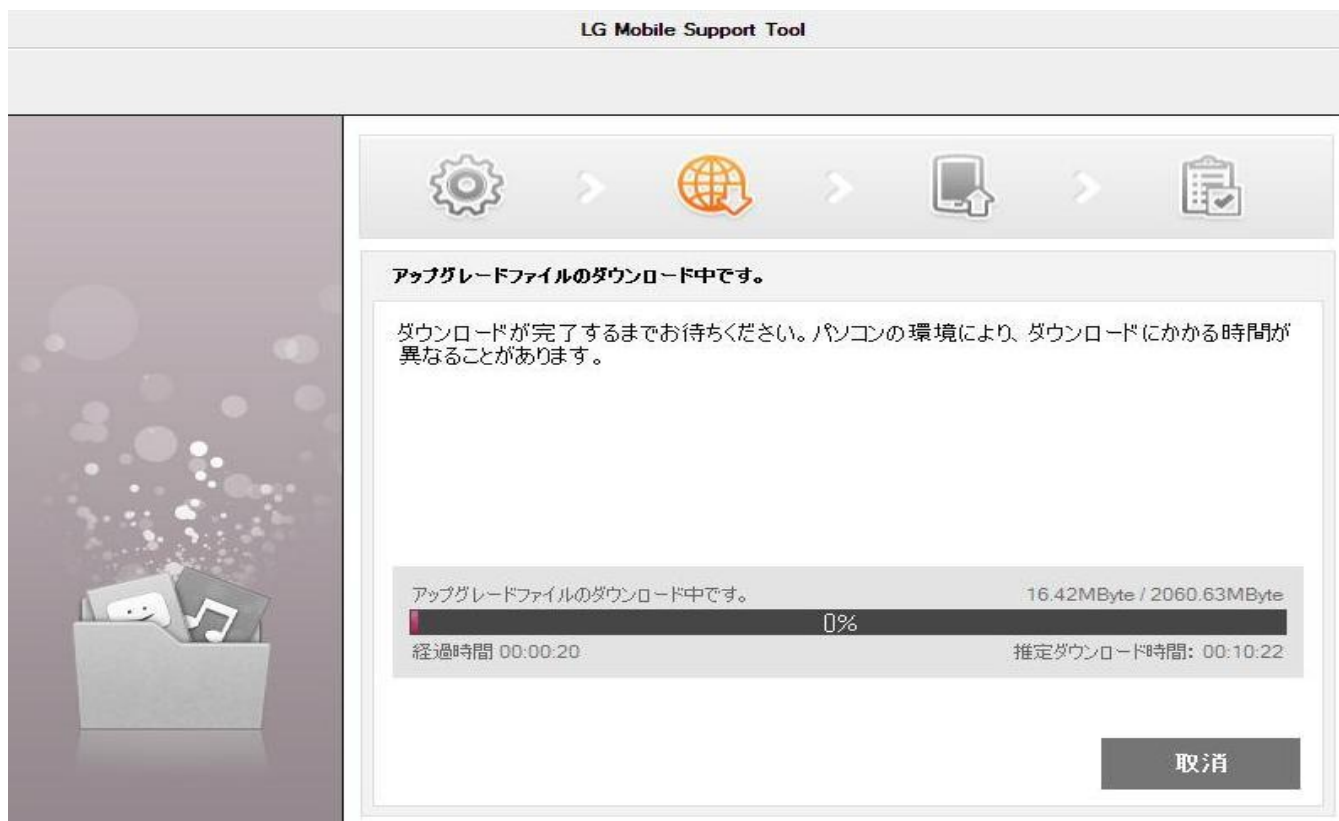 LG Mobile Support Tool
アップグレードファイルのダウンロード中です。
ダウンロードが完了するまでお待ちください。パソコンの環境により、ダウンロードにかかる時間が
異なることがあります。
アップグレードファイルのダウンロード中です。 16.42MByte / 2060.63MByte
0%
経過時間 00:00:20 推定ダウンロード時間: 00:10:22
取消